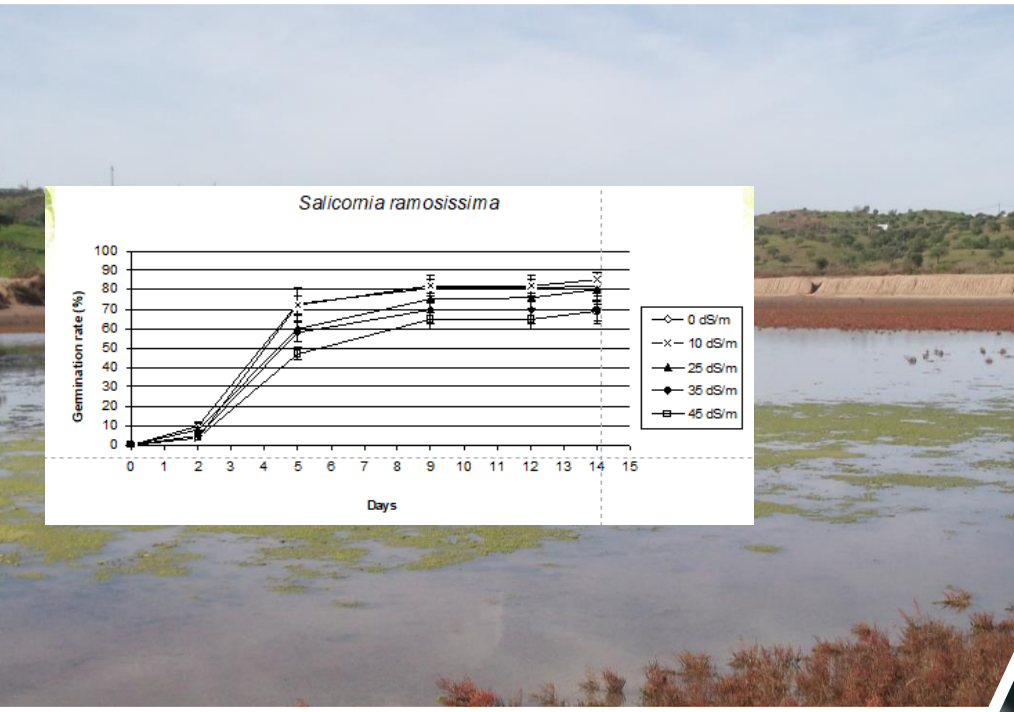 Salicornia ramosissima
100
90
80
70
60
50
40
30
20
10
0
Germination rate (%)
0 1 2 3 4 5 6 7 8 9 10 11 12 13 14 15
Days
0 dS/m
10 dS/m
25 dS/m
35 dS/m
45 dS/m